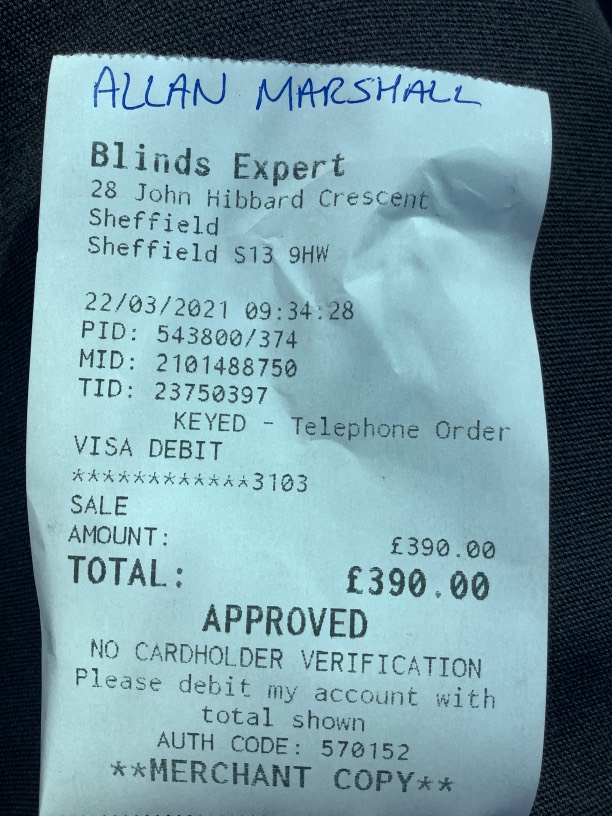 ALLAN MARSHALL
Blinds Expert
28 John Hibbard Crescent
Sheffield
Sheffield S13 9HW
22/03/2021 09:34:28
PID: 543800/374
MID: 2101488750
TID: 23750397
KEYED - Telephone Order
VISA DEBIT
************3103
SALE
AMOUNT: £390.00
TOTAL: £390.00
APPROVED
NO CARDHOLDER VERIFICATION
Please debit my account with
total shown
AUTH CODE: 570152
**MERCHANT COPY**